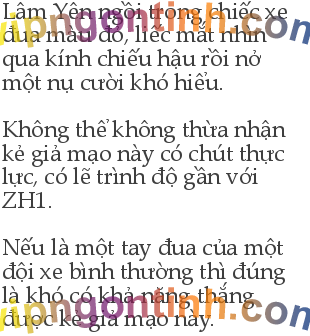 Lâm Yên ngồi trong chiếc xe
đua màu đỏ, liếc mắt nhìn
qua kính chiếu hậu rồi nở
một nụ cười khó hiểu.
Không thể không thừa nhận
kẻ giả mạo này có chút thực
lực, có lẽ trình độ gần với
ZH1.
Nếu là một tay đua của một
đội xe bình thường thì đúng
là khó có khả năng thắng
được kẻ giả mạo này.
vipngontinh.com
vipngontinh.com